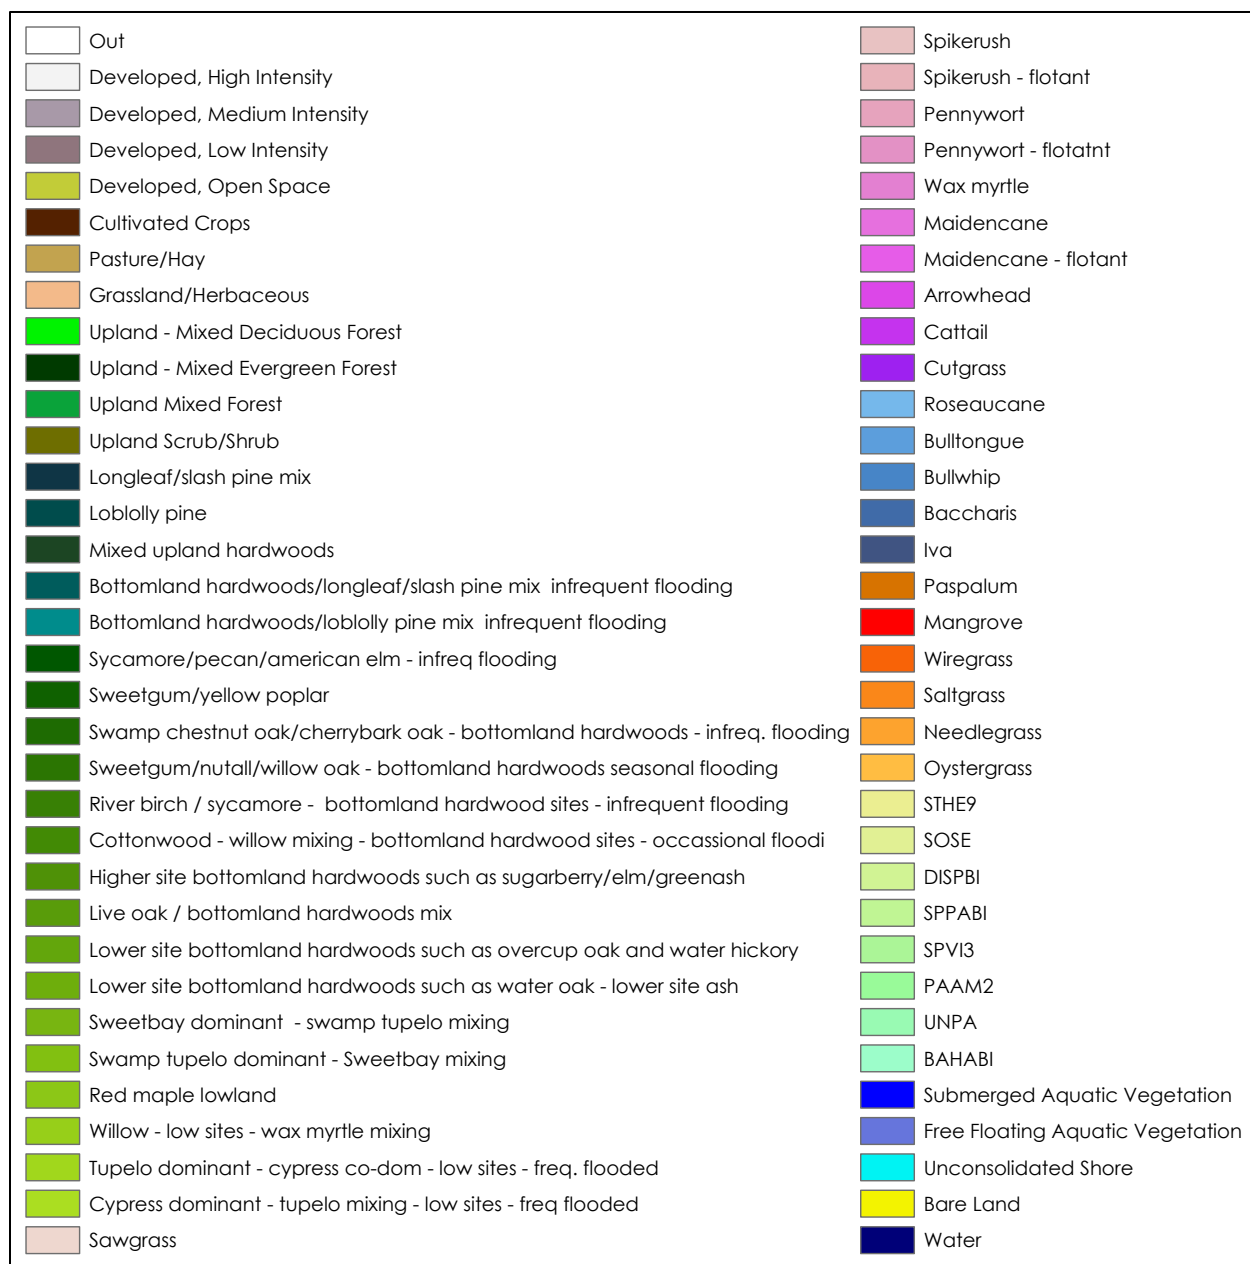 Out
Developed, High Intensity
Developed, Medium Intensity
Developed, Low Intensity
Developed, Open Space
Cultivated Crops
Pasture/Hay
Grassland/Herbaceous
Upland - Mixed Deciduous Forest
Upland - Mixed Evergreen Forest
Upland Mixed Forest
Upland Scrub/Shrub
Longleaf/slash pine mix
Loblolly pine
Mixed upland hardwoods
Bottomland hardwoods/longleaf/slash pine mix  infrequent flooding
Bottomland hardwoods/loblolly pine mix  infrequent flooding
Sycamore/pecan/american elm - infreq flooding
Sweetgum/yellow poplar
Swamp chestnut oak/cherrybark oak - bottomland hardwoods - infreq. flooding
Sweetgum/nutall/willow oak - bottomland hardwoods seasonal flooding
River birch / sycamore -  bottomland hardwood sites - infrequent flooding
Cottonwood - willow mixing - bottomland hardwood sites - occassional floodi
Higher site bottomland hardwoods such as sugarberry/elm/greenash
Live oak / bottomland hardwoods mix
Lower site bottomland hardwoods such as overcup oak and water hickory
Lower site bottomland hardwoods such as water oak - lower site ash
Sweetbay dominant  - swamp tupelo mixing
Swamp tupelo dominant - Sweetbay mixing
Red maple lowland
Willow - low sites - wax myrtle mixing
Tupelo dominant - cypress co-dom - low sites - freq. flooded
Cypress dominant - tupelo mixing - low sites - freq flooded
Sawgrass
Spikerush
Spikerush - flotant
Pennywort
Pennywort - flotatnt
Wax myrtle
Maidencane
Maidencane - flotant
Arrowhead
Cattail
Cutgrass
Roseaucane
Bulltongue
Bullwhip
Baccharis
Iva
Paspalum
Mangrove
Wiregrass
Saltgrass
Needlegrass
Oystergrass
STHE9
SOSE
DISPBI
SPPABI
SPVI3
PAAM2
UNPA
BAHABI
Submerged Aquatic Vegetation
Free Floating Aquatic Vegetation
Unconsolidated Shore
Bare Land
Water